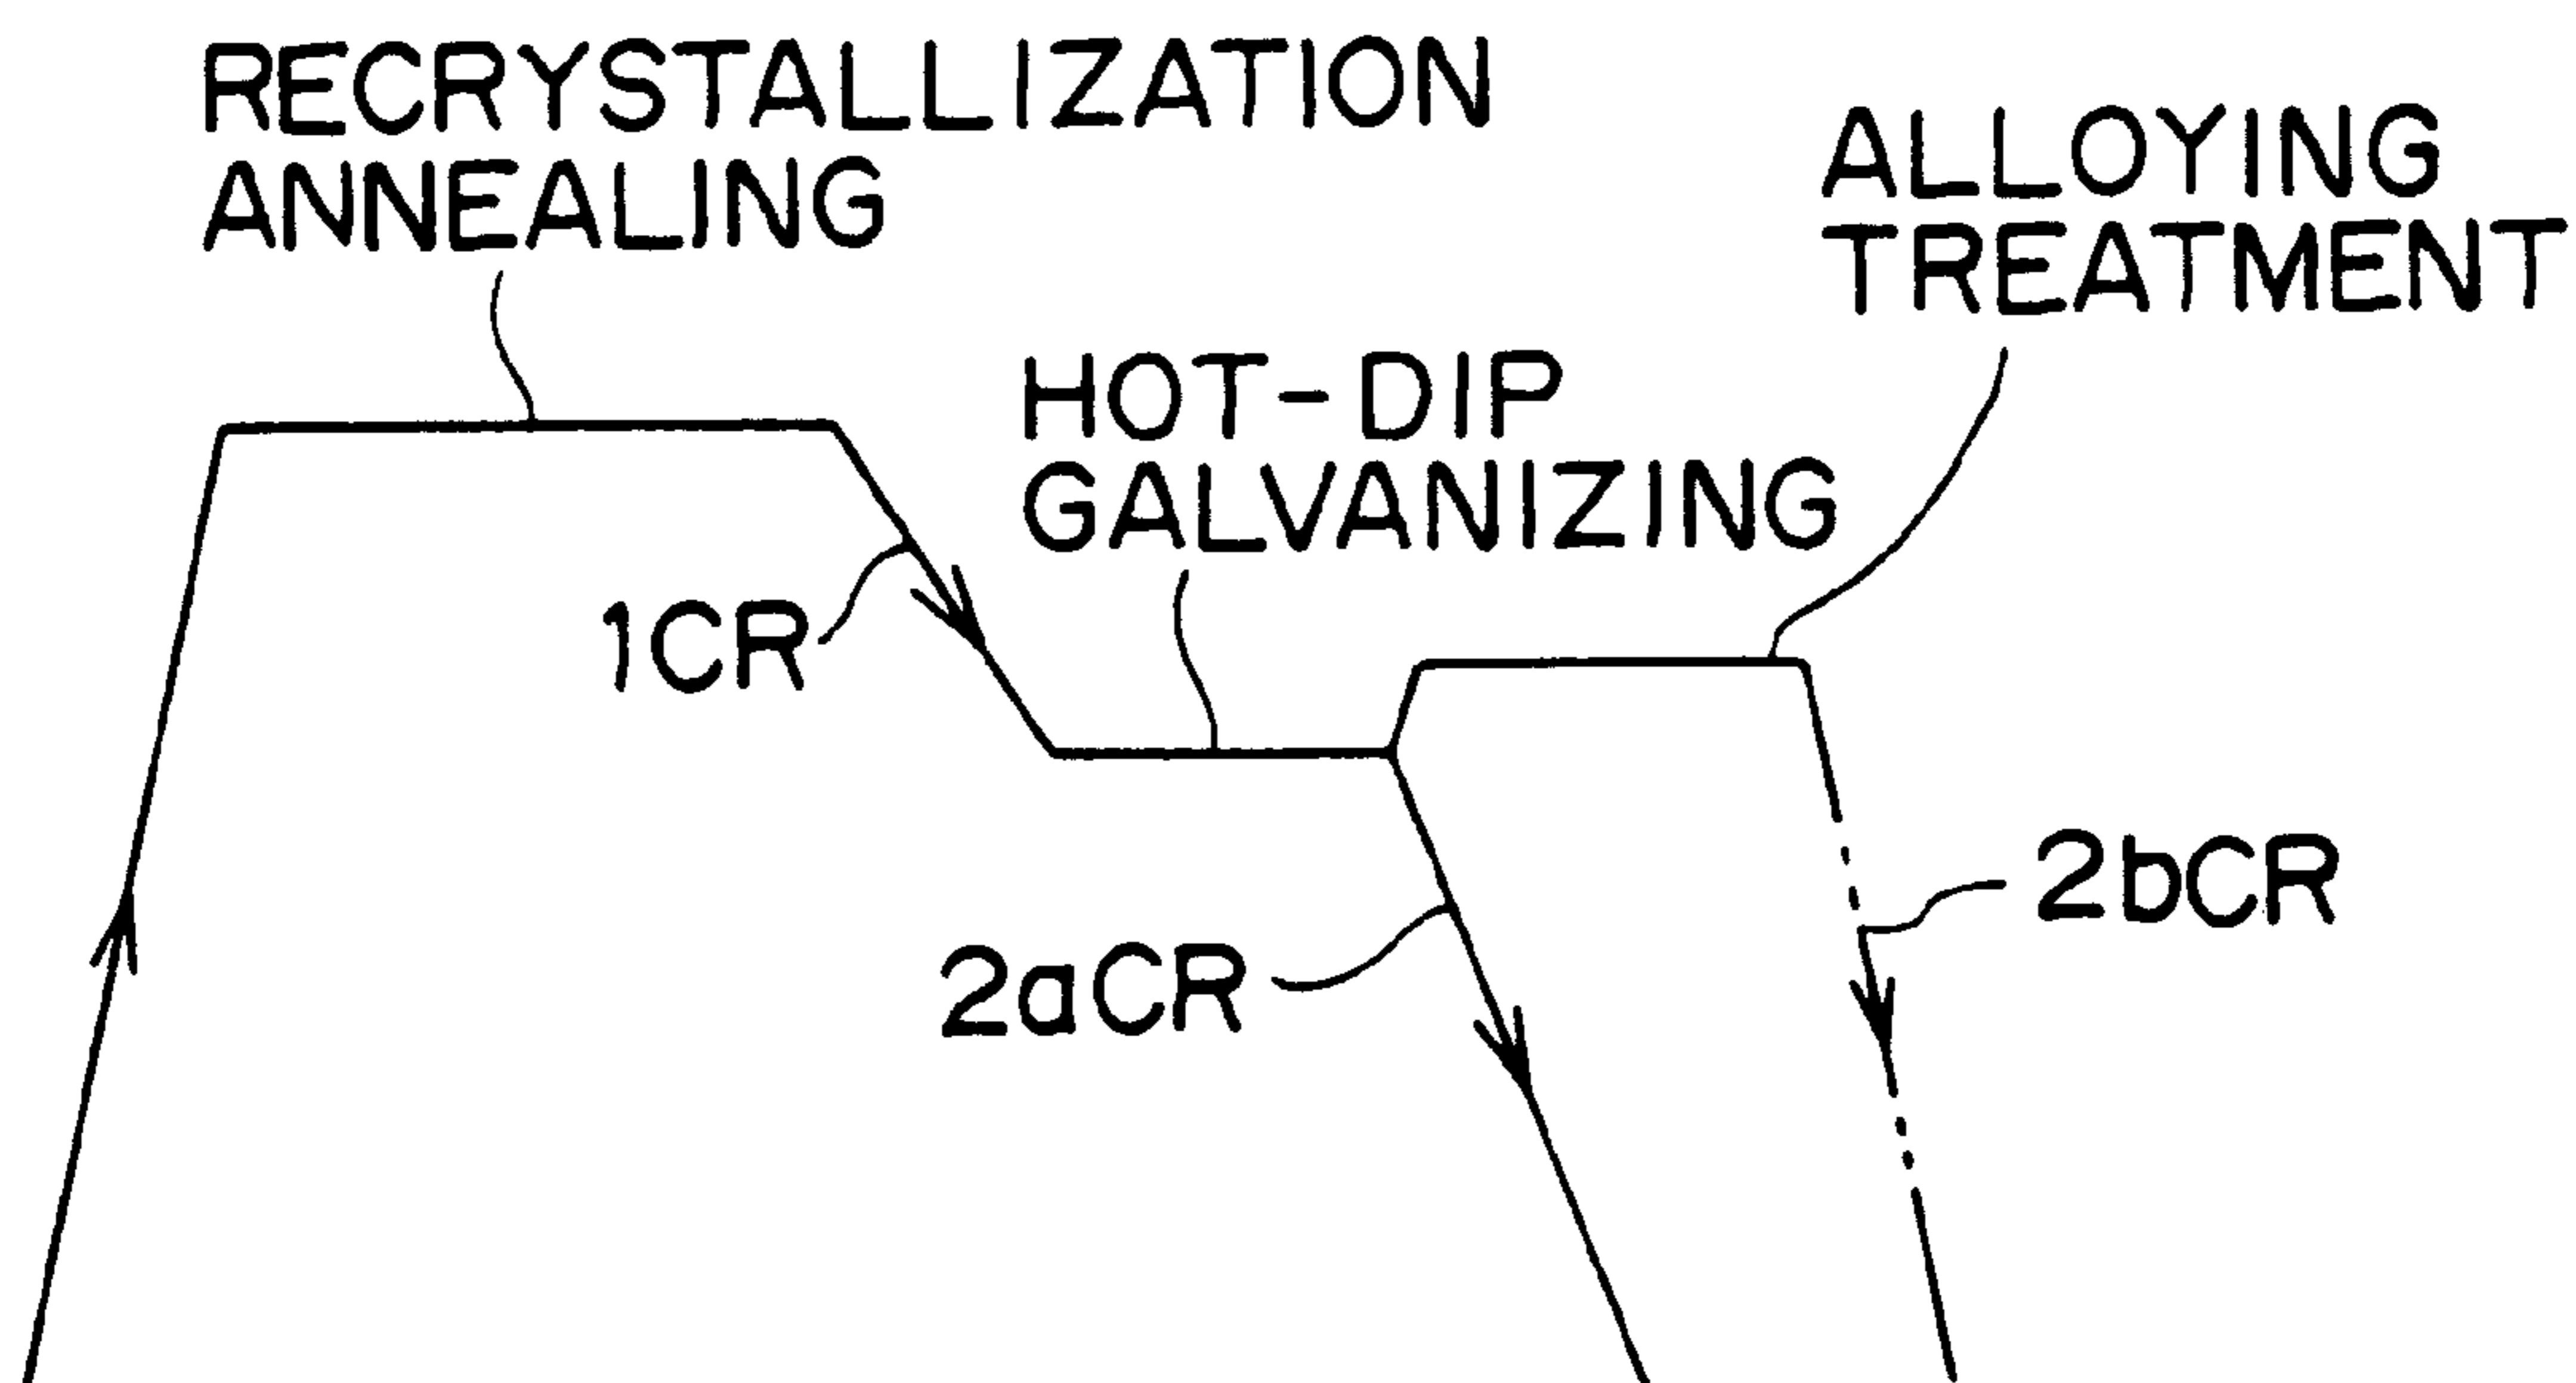 RECRYSTALLIZATION
ANNEALING
ALLOYING
TREATMENT
HOT-DIP
GALVANIZING
1CR
2bCR
2aCR